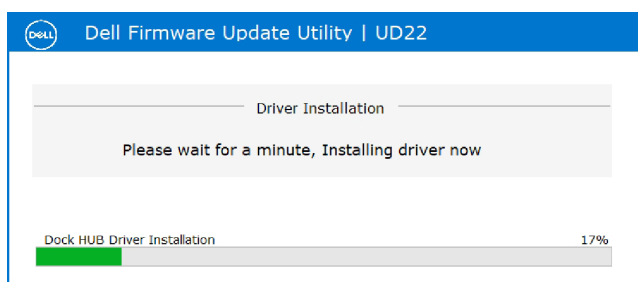 DELL
Dell Firmware Update Utility | UD22
Driver Installation
Please wait for a minute, Installing driver now
Dock HUB Driver Installation 17%